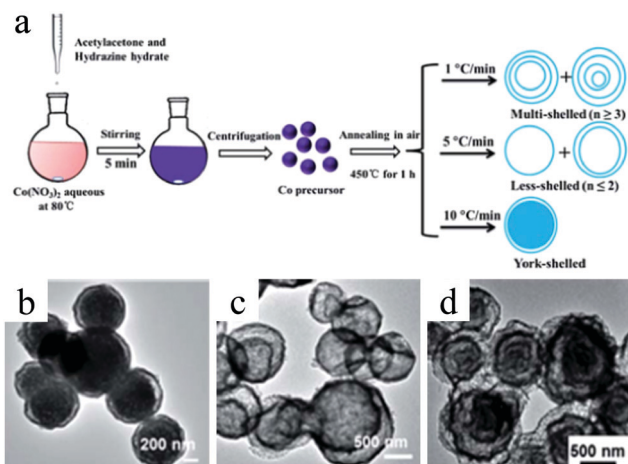 a
Acetylacetone and
Hydrazine hydrate
Stirring
5 min
Co(NO₃)₂ aqueous
at 80℃
Centrifugation
Co precursor
Annealing in air
450℃ for 1 h
1 °C/min
Multi-shelled (n ≥ 3)
5 °C/min
Less-shelled (n ≤ 2)
10 °C/min
York-shelled
b
200 nm
c
500 nm
d
500 nm